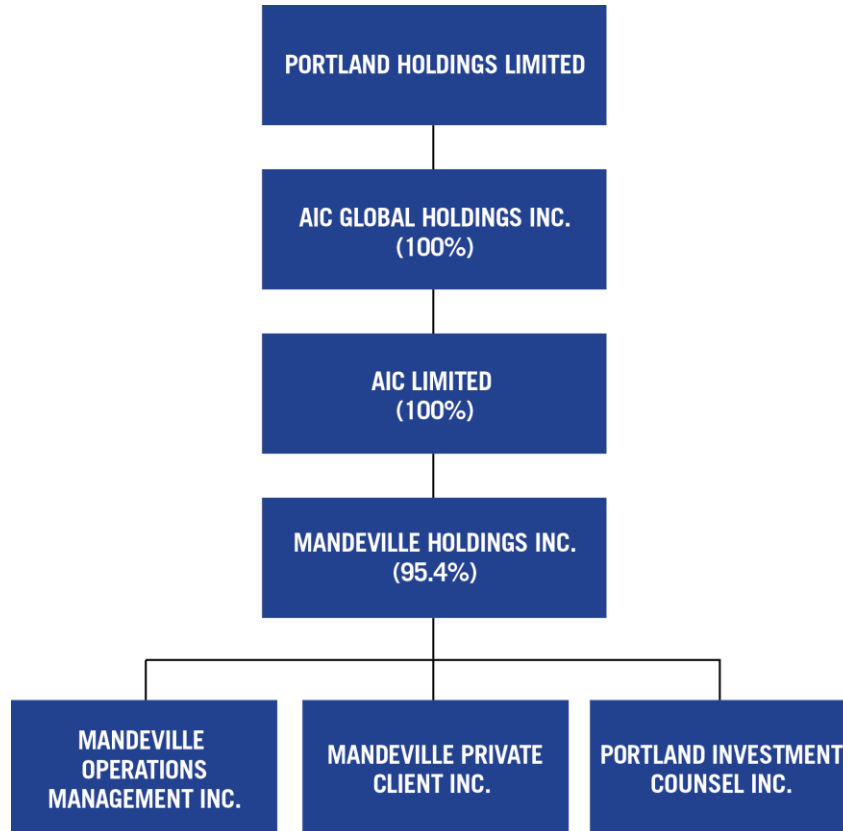 PORTLAND HOLDINGS LIMITED
AIC GLOBAL HOLDINGS INC.
(100%)
AIC LIMITED
(100%)
MANDEVILLE HOLDINGS INC.
(95.4%)
MANDEVILLE
OPERATIONS
MANAGEMENT INC.
MANDEVILLE PRIVATE
CLIENT INC.
PORTLAND INVESTMENT
COUNSEL INC.